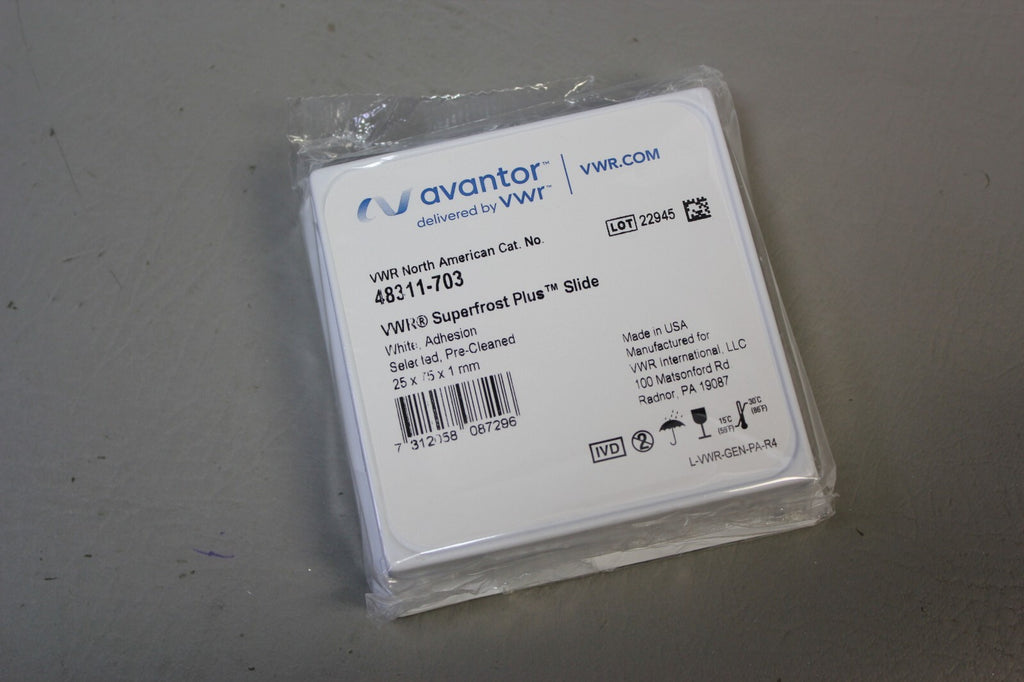 avantor™ | VWR.COM
delivered by vwr™
LOT 22945
VWR North American Cat. No.
48311-703
VWR® Superfrost Plus™ Slide
White, Adhesion
Selected, Pre-Cleaned
25 x 75 x 1 mm
7 312058 087296
Made in USA
Manufactured for
VWR International, LLC
100 Matsonford Rd
Radnor, PA 19087
IVD 2 15°C (59°F) 30°C (86°F)
L-VWR-GEN-PA-R4